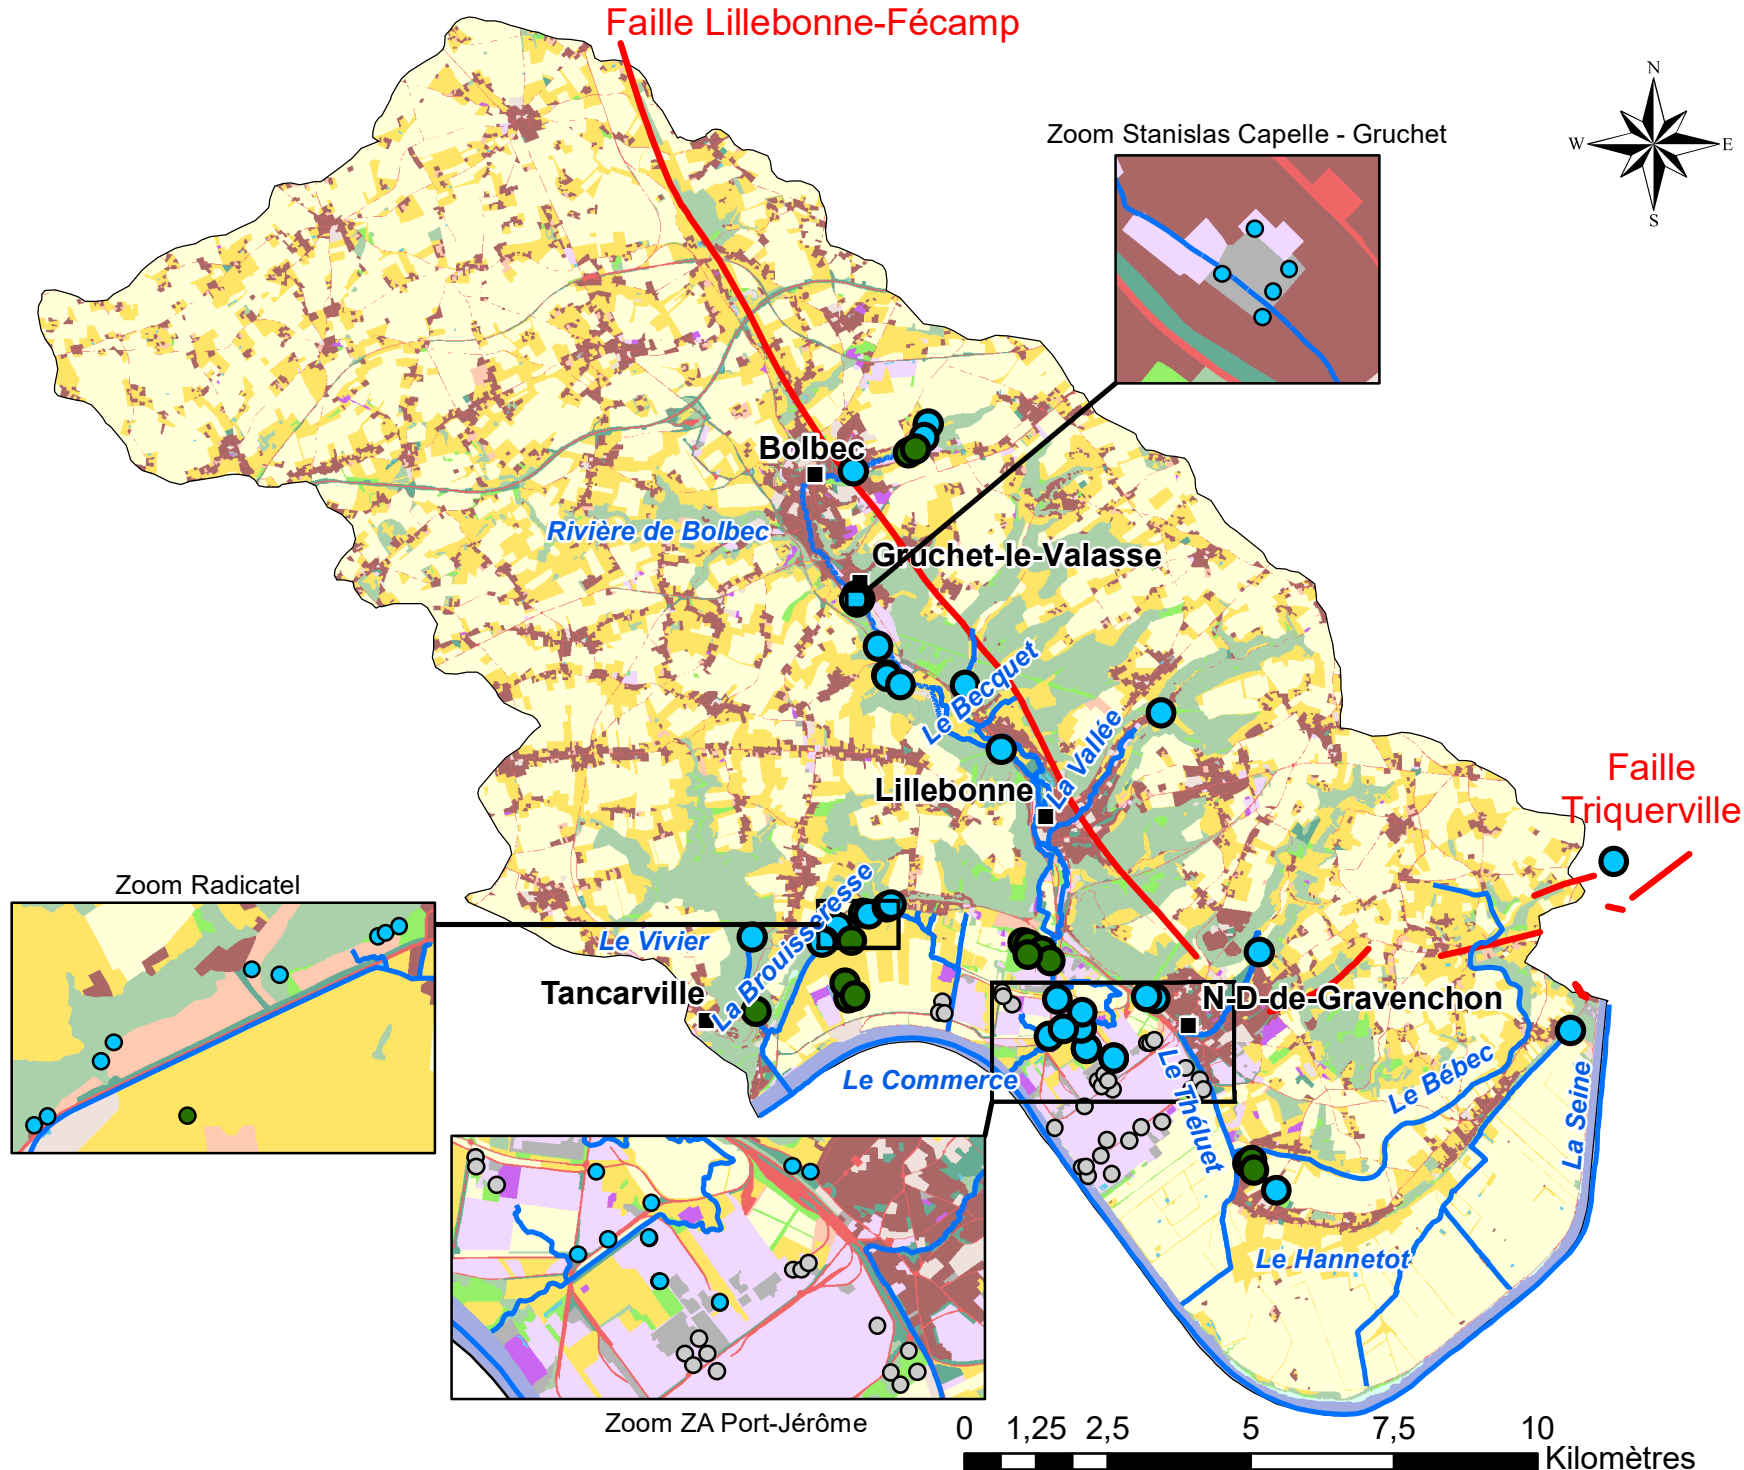 Faille Lillebonne-Fécamp
N
W
E
S
Zoom Stanislas Capelle - Gruchet
Bolbec
Rivière de Bolbec
Gruchet-le-Valasse
Le Becquet
La Vallée
Lillebonne
Faille
Triquerville
Zoom Radicatel
Le Vivier
La Brouisseresse
Tancarville
N-D-de-Gravenchon
Le Commerce
Le Théluet
Le Bébec
La Seine
Le Hannetot
Zoom ZA Port-Jérôme
0 1,25 2,5 5 7,5 10
Kilomètres